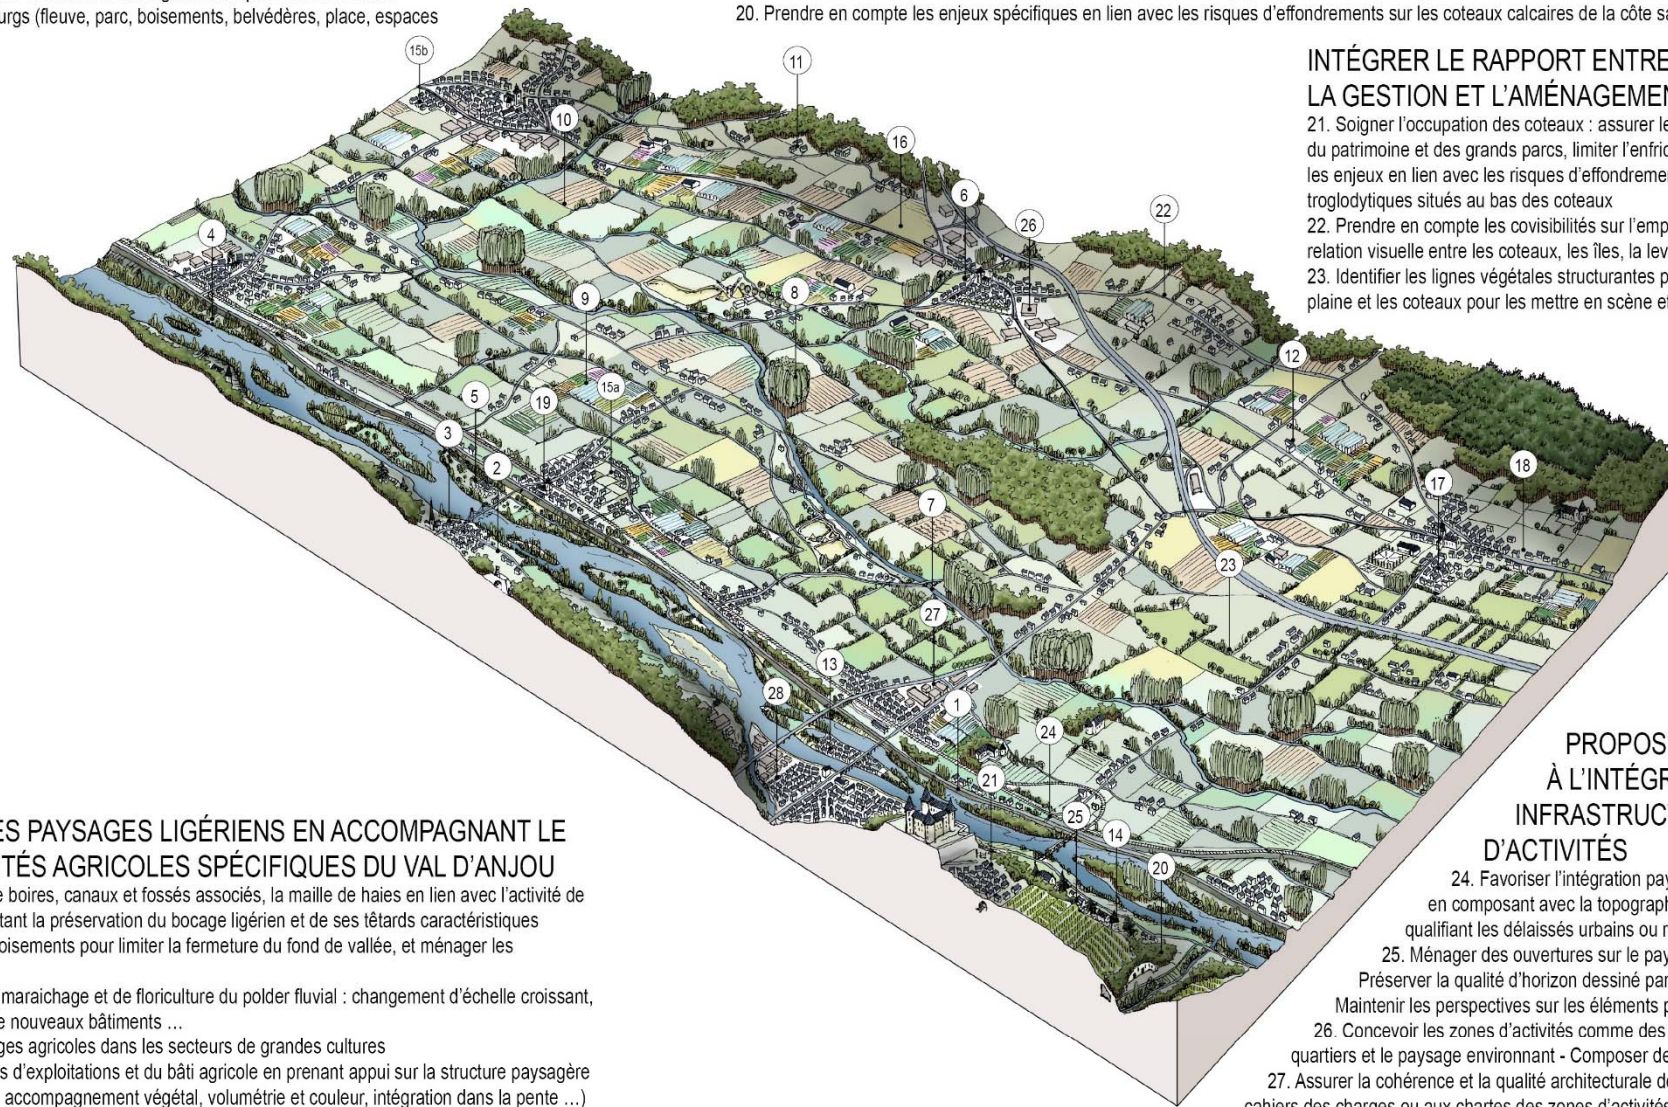 urgs (fleuve, parc, boisements, belvédères, place, espaces
20. Prendre en compte les enjeux spécifiques en lien avec les risques d'effondrements sur les coteaux calcaires de la côte sa
INTÉGRER LE RAPPORT ENTRE
LA GESTION ET L'AMÉNAGEMEN
21. Soigner l'occupation des coteaux : assurer le
du patrimoine et des grands parcs, limiter l'enfric
les enjeux en lien avec les risques d'effondreme
troglodytiques situés au bas des coteaux
22. Prendre en compte les covisibilités sur l'emp
relation visuelle entre les coteaux, les îles, la lev
23. Identifier les lignes végétales structurantes p
plaine et les coteaux pour les mettre en scène et
15b
11
10
16
6
26
22
4
9
8
12
15a
5
19
3
2
18
17
7
23
27
13
28
1
24
21
25
14
20
ES PAYSAGES LIGÉRIENS EN ACCOMPAGNANT LE
TÉS AGRICOLES SPÉCIFIQUES DU VAL D'ANJOU
e boires, canaux et fossés associés, la maille de haies en lien avec l'activité de
tant la préservation du bocage ligérien et de ses têtards caractéristiques
oisements pour limiter la fermeture du fond de vallée, et ménager les
maraichage et de floriculture du polder fluvial : changement d'échelle croissant,
e nouveaux bâtiments ...
ges agricoles dans les secteurs de grandes cultures
s d'exploitations et du bâti agricole en prenant appui sur la structure paysagère
accompagnement végétal, volumétrie et couleur, intégration dans la pente ...)
PROPOS
À L'INTÉGR
INFRASTRUC
D'ACTIVITÉS
24. Favoriser l'intégration pay
en composant avec la topograph
qualifiant les délaissés urbains ou r
25. Ménager des ouvertures sur le pay
Préserver la qualité d'horizon dessiné par
Maintenir les perspectives sur les éléments p
26. Concevoir les zones d'activités comme des
quartiers et le paysage environnant - Composer de
27. Assurer la cohérence et la qualité architecturale de
cahiers des charges ou aux chartes des zones d'activités